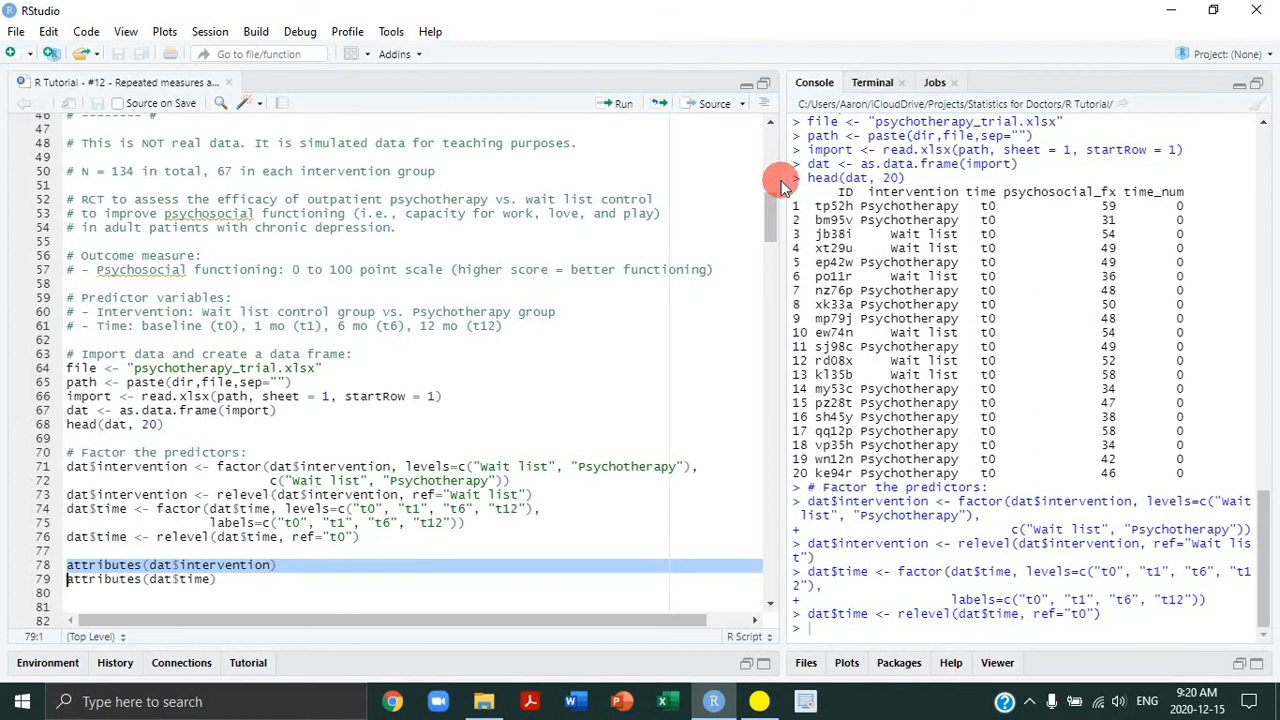 RStudio
File Edit Code View Plots Session Build Debug Profile Tools Help
Go to file/function
Addins
Project: (None)
R Tutorial - #12 - Repeated measures a...
Source on Save
Run
Source
46 # -------- #
47
48 # This is NOT real data. It is simulated data for teaching purposes.
49
50 # N = 134 in total, 67 in each intervention group
51
52 # RCT to assess the efficacy of outpatient psychotherapy vs. wait list control
53 # to improve psychosocial functioning (i.e., capacity for work, love, and play)
54 # in adult patients with chronic depression.
55
56 # Outcome measure:
57 # - Psychosocial functioning: 0 to 100 point scale (higher score = better functioning)
58
59 # Predictor variables:
60 # - Intervention: Wait list control group vs. Psychotherapy group
61 # - Time: baseline (t0), 1 mo (t1), 6 mo (t6), 12 mo (t12)
62
63 # Import data and create a data frame:
64 file <- "psychotherapy_trial.xlsx"
65 path <- paste(dir,file,sep="")
66 import <- read.xlsx(path, sheet = 1, startRow = 1)
67 dat <- as.data.frame(import)
68 head(dat, 20)
69
70 # Factor the predictors:
71 dat$intervention <- factor(dat$intervention, levels=c("Wait list", "Psychotherapy"),
72 c("Wait list", "Psychotherapy"))
73 dat$intervention <- relevel(dat$intervention, ref="Wait list")
74 dat$time <- factor(dat$time, levels=c("t0", "t1", "t6", "t12"),
75 labels=c("t0", "t1", "t6", "t12"))
76 dat$time <- relevel(dat$time, ref="t0")
77
78 attributes(dat$intervention)
79 attributes(dat$time)
80
81
82
79:1 (Top Level) R Script
Environment History Connections Tutorial
Console Terminal Jobs
C:/Users/Aaron/iCloudDrive/Projects/Statistics for Doctors/R Tutorial/
> file <- "psychotherapy_trial.xlsx"
> path <- paste(dir,file,sep="")
> import <- read.xlsx(path, sheet = 1, startRow = 1)
> dat <- as.data.frame(import)
> head(dat, 20)
ID intervention time psychosocial_fx time_num
1 tp52h Psychotherapy t0 59 0
2 bm95v Psychotherapy t0 31 0
3 jb38i Wait list t0 54 0
4 xt29u Wait list t0 49 0
5 ep42w Psychotherapy t0 49 0
6 po11r Wait list t0 36 0
7 nz76p Psychotherapy t0 48 0
8 xk33a Psychotherapy t0 50 0
9 mp79j Psychotherapy t0 48 0
10 ew74n Wait list t0 54 0
11 sj98c Psychotherapy t0 49 0
12 rd08x Wait list t0 52 0
13 kl35b Wait list t0 58 0
14 my53c Psychotherapy t0 34 0
15 pz28t Psychotherapy t0 47 0
16 sh45y Psychotherapy t0 38 0
17 qq12p Psychotherapy t0 58 0
18 vp35h Psychotherapy t0 34 0
19 wn12n Psychotherapy t0 42 0
20 ke94r Psychotherapy t0 46 0
> # Factor the predictors:
> dat$intervention <- factor(dat$intervention, levels=c("Wait
list", "Psychotherapy"),
+ c("Wait list", "Psychotherapy"))
> dat$intervention <- relevel(dat$intervention, ref="Wait lis
t")
> dat$time <- factor(dat$time, levels=c("t0", "t1", "t6", "t1
2"),
+ labels=c("t0", "t1", "t6", "t12"))
> dat$time <- relevel(dat$time, ref="t0")
>
Files Plots Packages Help Viewer
Type here to search
ENG
9:20 AM
2020-12-15